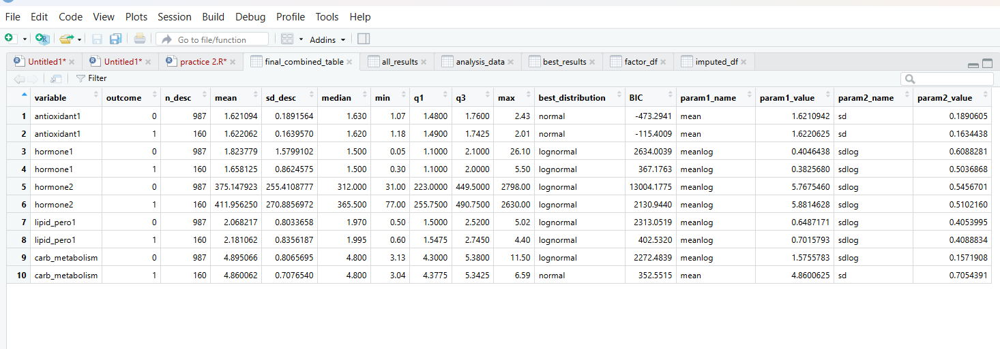 File Edit Code View Plots Session Build Debug Profile Tools Help
Go to file/function Addins
Untitled1* Untitled1* practice 2.R* final_combined_table all_results analysis_data best_results factor_df imputed_df
Filter
variable outcome n_desc mean sd_desc median min q1 q3 max best_distribution BIC param1_name param1_value param2_name param2_value
1 antioxidant1 0 987 1.621094 0.1891564 1.630 1.07 1.4800 1.7600 2.43 normal -473.2941 mean 1.6210942 sd 0.1890605
2 antioxidant1 1 160 1.622062 0.1639570 1.620 1.18 1.4900 1.7425 2.01 normal -115.4009 mean 1.6220625 sd 0.1634438
3 hormone1 0 987 1.823779 1.5799102 1.500 0.05 1.1000 2.1000 26.10 lognormal 2634.0039 meanlog 0.4046438 sdlog 0.6088281
4 hormone1 1 160 1.658125 0.8624575 1.500 0.30 1.1000 2.0000 5.50 lognormal 367.1763 meanlog 0.3825680 sdlog 0.5036868
5 hormone2 0 987 375.147923 255.4108777 312.000 31.00 223.0000 449.5000 2798.00 lognormal 13004.1775 meanlog 5.7675460 sdlog 0.5456701
6 hormone2 1 160 411.956250 270.8856972 365.500 77.00 255.7500 490.7500 2630.00 lognormal 2130.9440 meanlog 5.8814628 sdlog 0.5102160
7 lipid_pero1 0 987 2.068217 0.8033658 1.970 0.50 1.5000 2.5200 5.02 lognormal 2313.0519 meanlog 0.6487171 sdlog 0.4053995
8 lipid_pero1 1 160 2.181062 0.8356187 1.995 0.60 1.5475 2.7450 4.40 lognormal 402.5320 meanlog 0.7015793 sdlog 0.4088834
9 carb_metabolism 0 987 4.895066 0.8065695 4.800 3.13 4.3000 5.3800 11.50 lognormal 2272.4839 meanlog 1.5755783 sdlog 0.1571908
10 carb_metabolism 1 160 4.860062 0.7076540 4.800 3.04 4.3775 5.3425 6.59 normal 352.5515 mean 4.8600625 sd 0.7054391